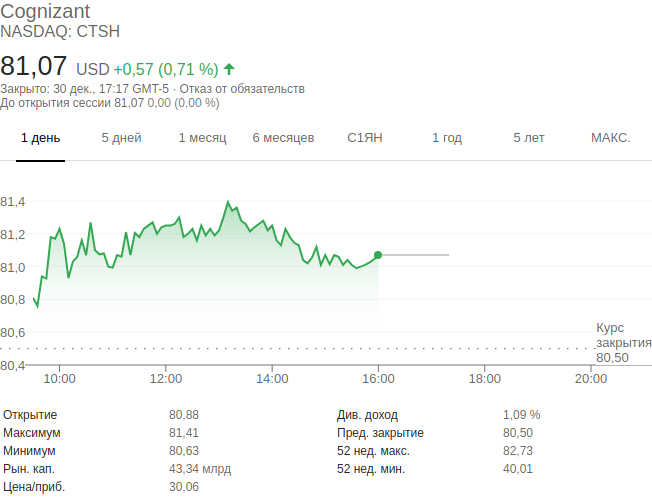 Cognizant
NASDAQ: CTSH
81,07 USD +0,57 (0,71 %)
Закрыто: 30 дек., 17:17 GMT-5 · Отказ от обязательств
До открытия сессии 81,07 0,00 (0,00 %)
1 день 5 дней 1 месяц 6 месяцев С1ЯН 1 год 5 лет МАКС.
81,4
81,2
81,0
80,8
80,6
80,4
Курс
закрытия
80,50
10:00 12:00 14:00 16:00 18:00 20:00
Открытие 80,88 Див. доход 1,09 %
Максимум 81,41 Пред. закрытие 80,50
Минимум 80,63 52 нед. макс. 82,73
Рын. кап. 43,34 млрд 52 нед. мин. 40,01
Цена/приб. 30,06